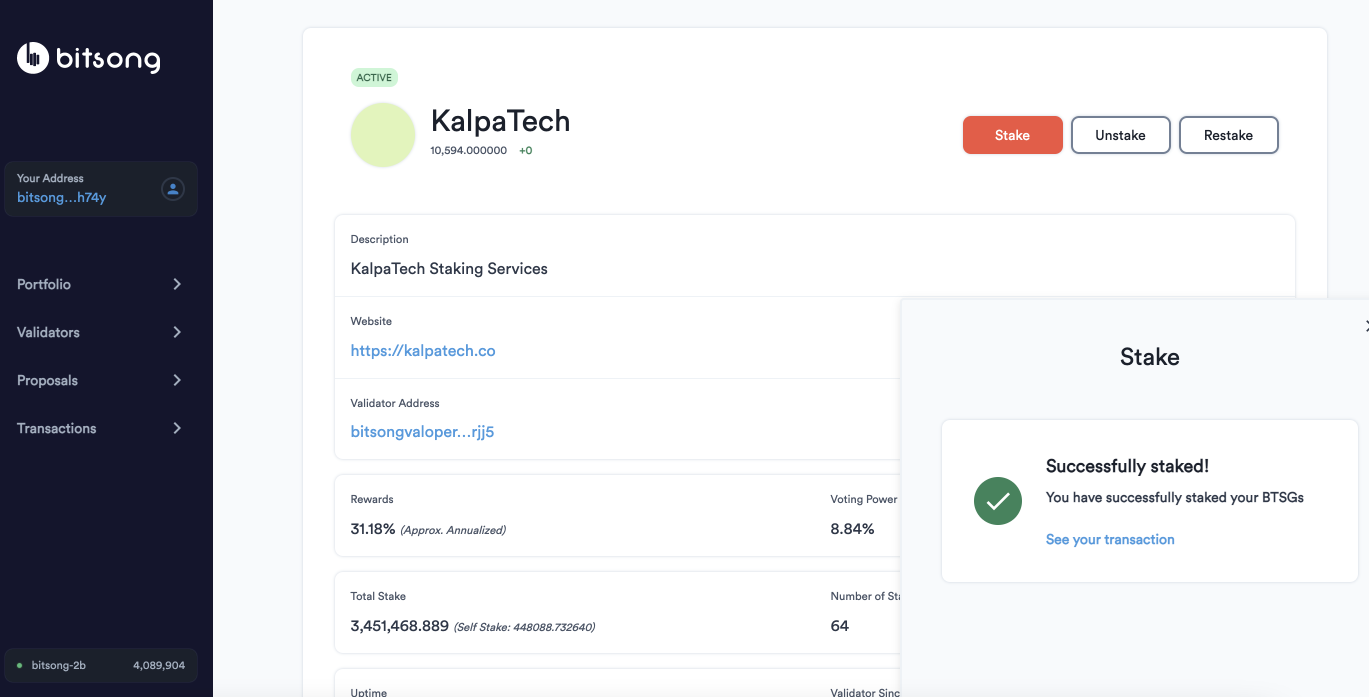 bitsong
Your Address
bitsong...h74y
Portfolio
Validators
Proposals
Transactions
bitsong-2b 4,089,904
ACTIVE
KalpaTech
10,594.000000 +0
Stake Unstake Restake
Description
KalpaTech Staking Services
Website
https://kalpatech.co
Validator Address
bitsongvaloper...rjj5
Rewards Voting Power
31.18% (Approx. Annualized) 8.84%
Total Stake Number of Sta
3,451,468.889 (Self Stake: 448088.732640) 64
Uptime Validator Sinc
Stake
Successfully staked!
You have successfully staked your BTSGs
See your transaction